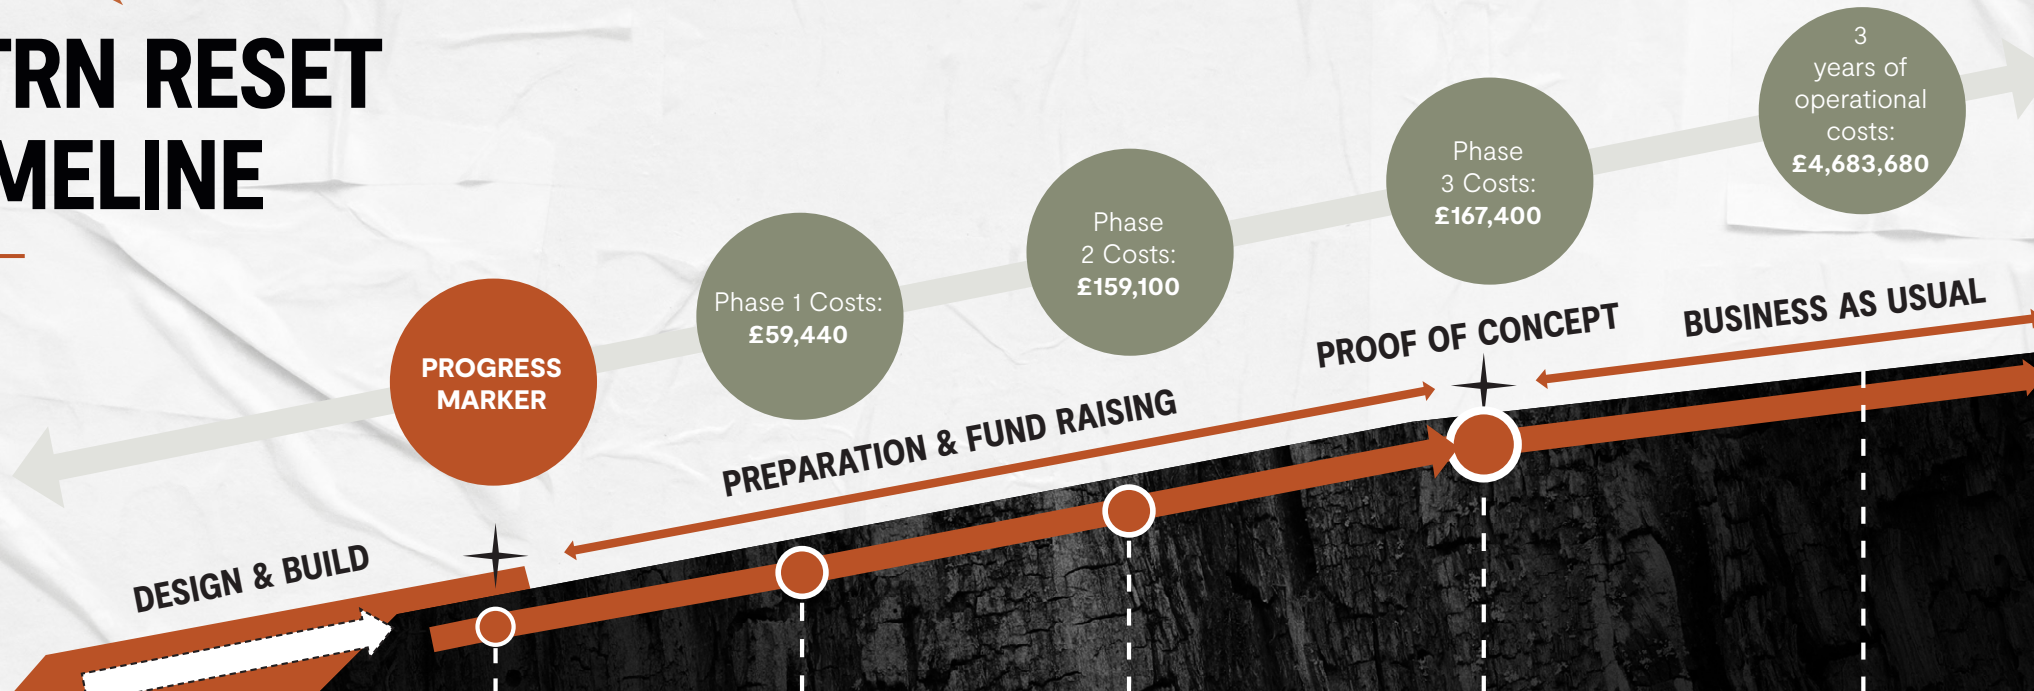 TRN RESET
MELINE
3
years of
operational
costs:
£4,683,680
Phase
3 Costs:
£167,400
Phase
2 Costs:
£159,100
Phase 1 Costs:
£59,440
PROGRESS
MARKER
BUSINESS AS USUAL
PROOF OF CONCEPT
PREPARATION & FUND RAISING
DESIGN & BUILD